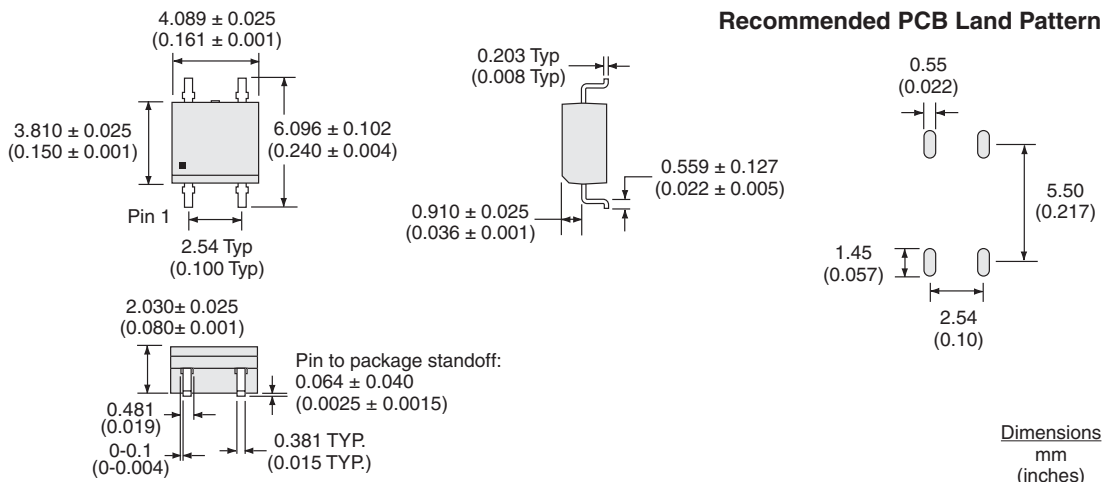 4.089 ± 0.025
(0.161 ± 0.001)
3.810 ± 0.025
(0.150 ± 0.001)
6.096 ± 0.102
(0.240 ± 0.004)
Pin 1
2.54 Typ
(0.100 Typ)
0.203 Typ
(0.008 Typ)
0.559 ± 0.127
(0.022 ± 0.005)
0.910 ± 0.025
(0.036 ± 0.001)
Recommended PCB Land Pattern
0.55
(0.022)
5.50
(0.217)
1.45
(0.057)
2.54
(0.10)
2.030± 0.025
(0.080± 0.001)
Pin to package standoff:
0.064 ± 0.040
(0.0025 ± 0.0015)
0.481
(0.019)
0-0.1
(0-0.004)
0.381 TYP.
(0.015 TYP.)
Dimensions
mm
(inches)